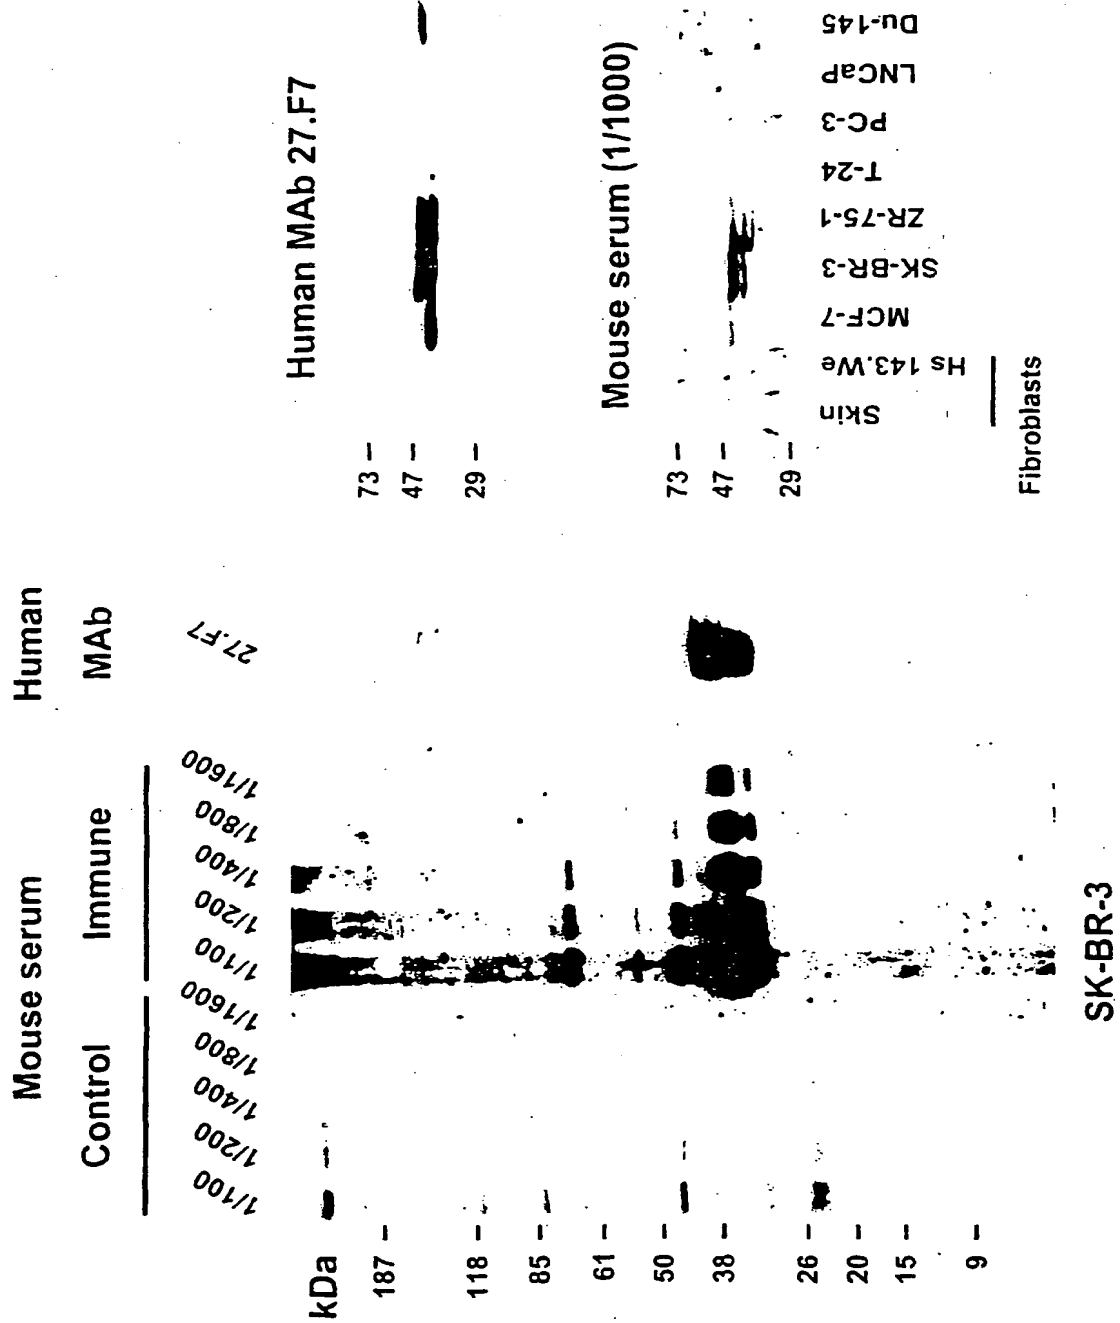 Mouse serum
Human
Control
Immune
MAb
1/100
1/200
1/400
1/800
1/1600
1/100
1/200
1/400
1/800
1/1600
27.F7
kDa
187
118
85
61
50
38
26
20
15
9
SK-BR-3
Human MAb 27.F7
73
47
29
Mouse serum (1/1000)
73
47
29
Skin
Hs 143.We
MCF-7
SK-BR-3
ZR-75-1
T-24
PC-3
LNCaP
Du-145
Fibroblasts